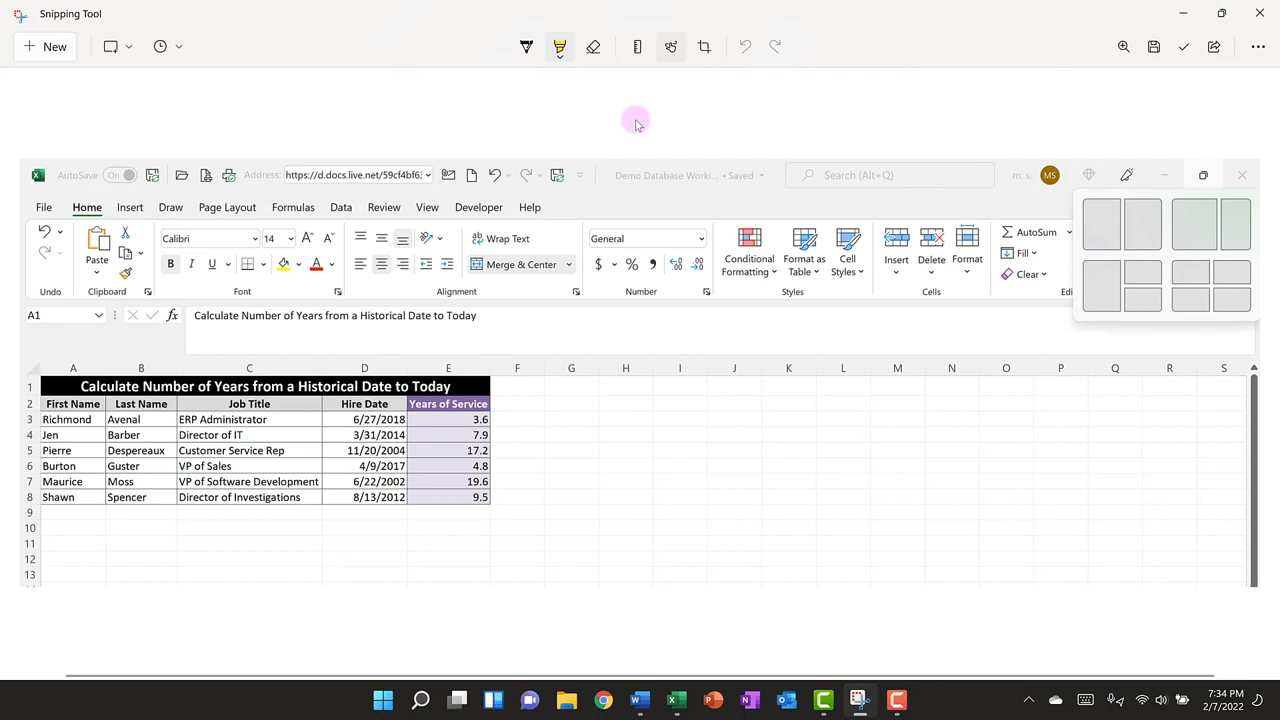 Snipping Tool
New
AutoSave On Address: https://d.docs.live.net/59cf4bf6: Demo Database Worki... - Saved Search (Alt+Q) m. s. MS
File Home Insert Draw Page Layout Formulas Data Review View Developer Help
Calibri 14 Wrap Text General AutoSum
Paste B I U Merge & Center $ % Conditional Formatting Format as Table Cell Styles Insert Delete Format Fill
Clear
Undo Clipboard Font Alignment Number Styles Cells
A1 fx Calculate Number of Years from a Historical Date to Today
A B C D E F G H I J K L M N O P Q R S
1 Calculate Number of Years from a Historical Date to Today
2 First Name Last Name Job Title Hire Date Years of Service
3 Richmond Avenal ERP Administrator 6/27/2018 3.6
4 Jen Barber Director of IT 3/31/2014 7.9
5 Pierre Despereaux Customer Service Rep 11/20/2004 17.2
6 Burton Guster VP of Sales 4/9/2017 4.8
7 Maurice Moss VP of Software Development 6/22/2002 19.6
8 Shawn Spencer Director of Investigations 8/13/2012 9.5
9
10
11
12
13
7:34 PM
2/7/2022